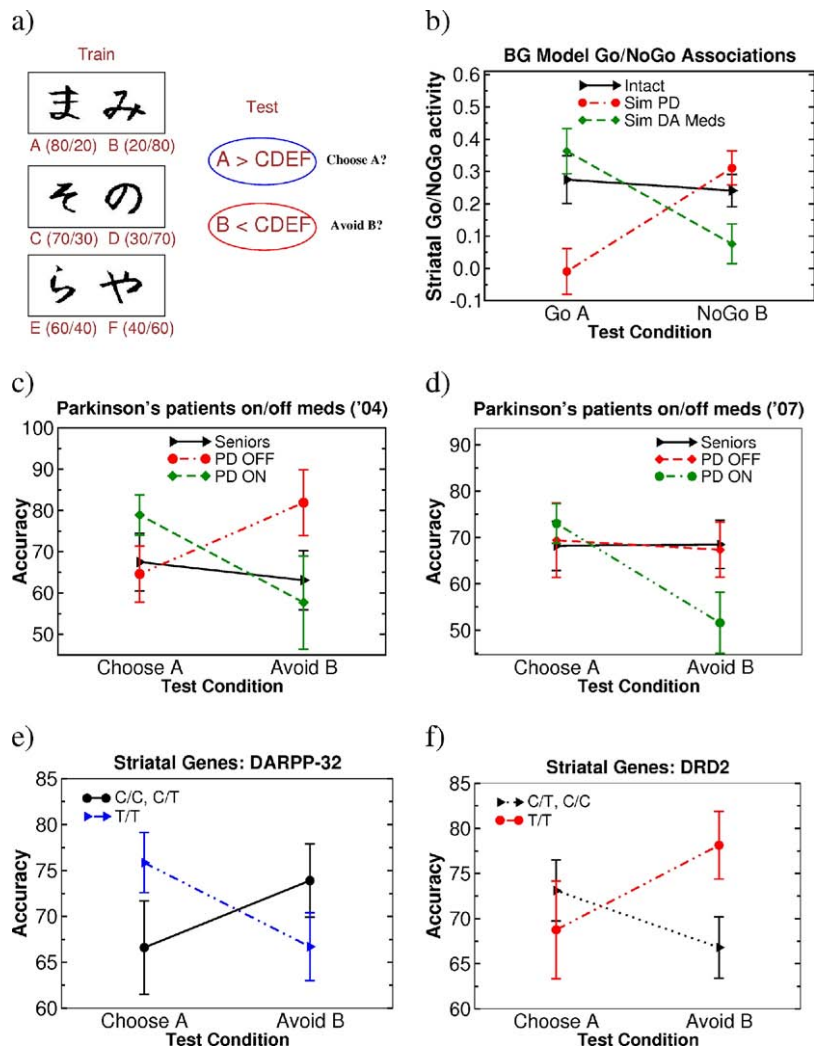 a)
Train
まみ
A (80/20) B (20/80)
その
C (70/30) D (30/70)
らや
E (60/40) F (40/60)
Test
A > CDEF
Choose A?
B < CDEF
Avoid B?
b)
BG Model Go/NoGo Associations
Intact
Sim PD
Sim DA Meds
Striatal Go/NoGo activity
0.6
0.5
0.4
0.3
0.2
0.1
0.0
-0.1
Go A NoGo B
Test Condition
c)
Parkinson's patients on/off meds ('04)
Seniors
PD OFF
PD ON
Accuracy
100
90
80
70
60
50
Choose A Avoid B
Test Condition
d)
Parkinson's patients on/off meds ('07)
Seniors
PD OFF
PD ON
Accuracy
90
80
70
60
50
Choose A Avoid B
Test Condition
e)
Striatal Genes: DARPP-32
C/C, C/T
T/T
Accuracy
85
80
75
70
65
60
Choose A Avoid B
Test Condition
f)
Striatal Genes: DRD2
C/T, C/C
T/T
Accuracy
85
80
75
70
65
60
Choose A Avoid B
Test Condition